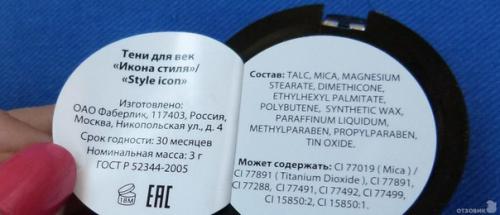 Тени для век
«Икона стиля»/
«Style icon»
Изготовлено:
ОАО Фаберлик, 117403, Россия,
Москва, Никопольская ул., д. 4
Срок годности: 30 месяцев
Номинальная масса: 3 г
ГОСТ Р 52344-2005
18M
EAC
Состав: TALC, MICA, MAGNESIUM
STEARATE, DIMETHICONE,
ETHYLHEXYL PALMITATE,
POLYBUTENE, SYNTHETIC WAX,
PARAFFINUM LIQUIDUM,
METHYLPARABEN, PROPYLPARABEN,
TIN OXIDE.
Может содержать: CI 77019 ( Mica ) /
CI 77891 ( Titanium Dioxide ), CI 77891,
CI 77288, CI 77491, CI 77492, CI 77499,
CI 15850:2, CI 15850:1.
ОТЗОВИК